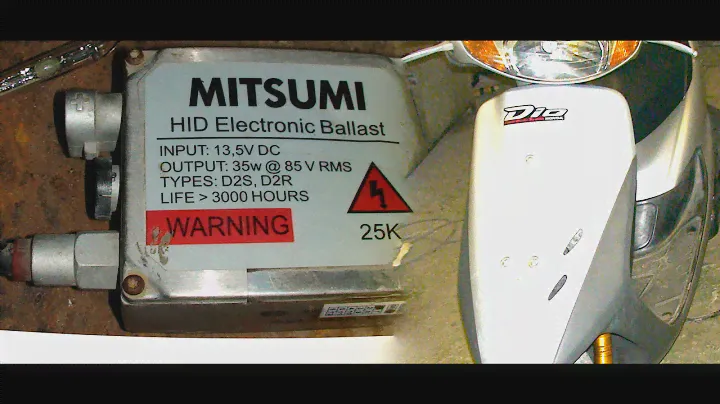 MITSUMI
HID Electronic Ballast
INPUT: 13,5V DC
OUTPUT: 35w @ 85 V RMS
TYPES: D2S, D2R
LIFE > 3000 HOURS
WARNING
25K
Dio